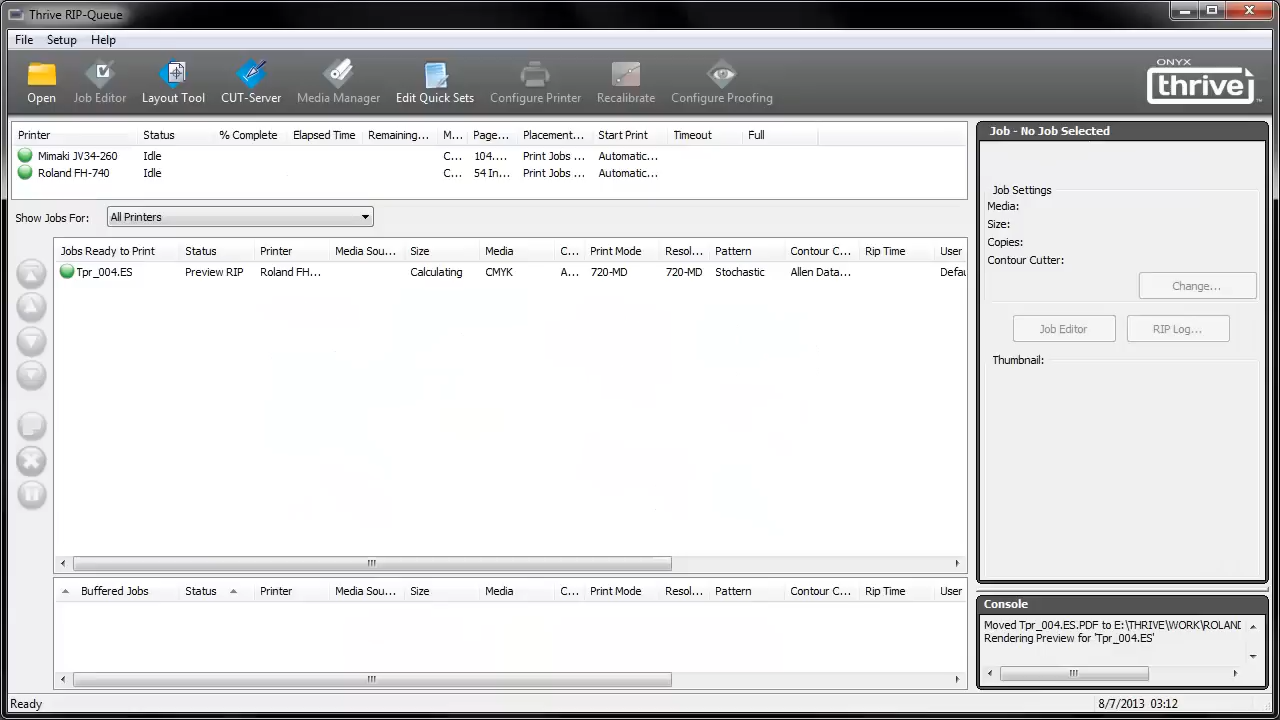 Thrive RIP-Queue
File Setup Help
Open Job Editor Layout Tool CUT-Server Media Manager Edit Quick Sets Configure Printer Recalibrate Configure Proofing
ONYX
thrive
Printer Status % Complete Elapsed Time Remaining... M... Page... Placement... Start Print Timeout Full
Mimaki JV34-260 Idle C... 104.... Print Jobs ... Automatic...
Roland FH-740 Idle C... 54 In... Print Jobs ... Automatic...
Show Jobs For: All Printers
Jobs Ready to Print Status Printer Media Sou... Size Media C... Print Mode Resol... Pattern Contour C... Rip Time User
Tpr_004.ES Preview RIP Roland FH... Calculating CMYK A... 720-MD 720-MD Stochastic Allen Data... Defau
Buffered Jobs Status Printer Media Sou... Size Media C... Print Mode Resol... Pattern Contour C... Rip Time User
Job - No Job Selected
Job Settings
Media:
Size:
Copies:
Contour Cutter:
Change...
Job Editor RIP Log...
Thumbnail:
Console
Moved Tpr_004.ES.PDF to E:\THRIVE\WORK\ROLAND
Rendering Preview for 'Tpr_004.ES'
Ready 8/7/2013 03:12